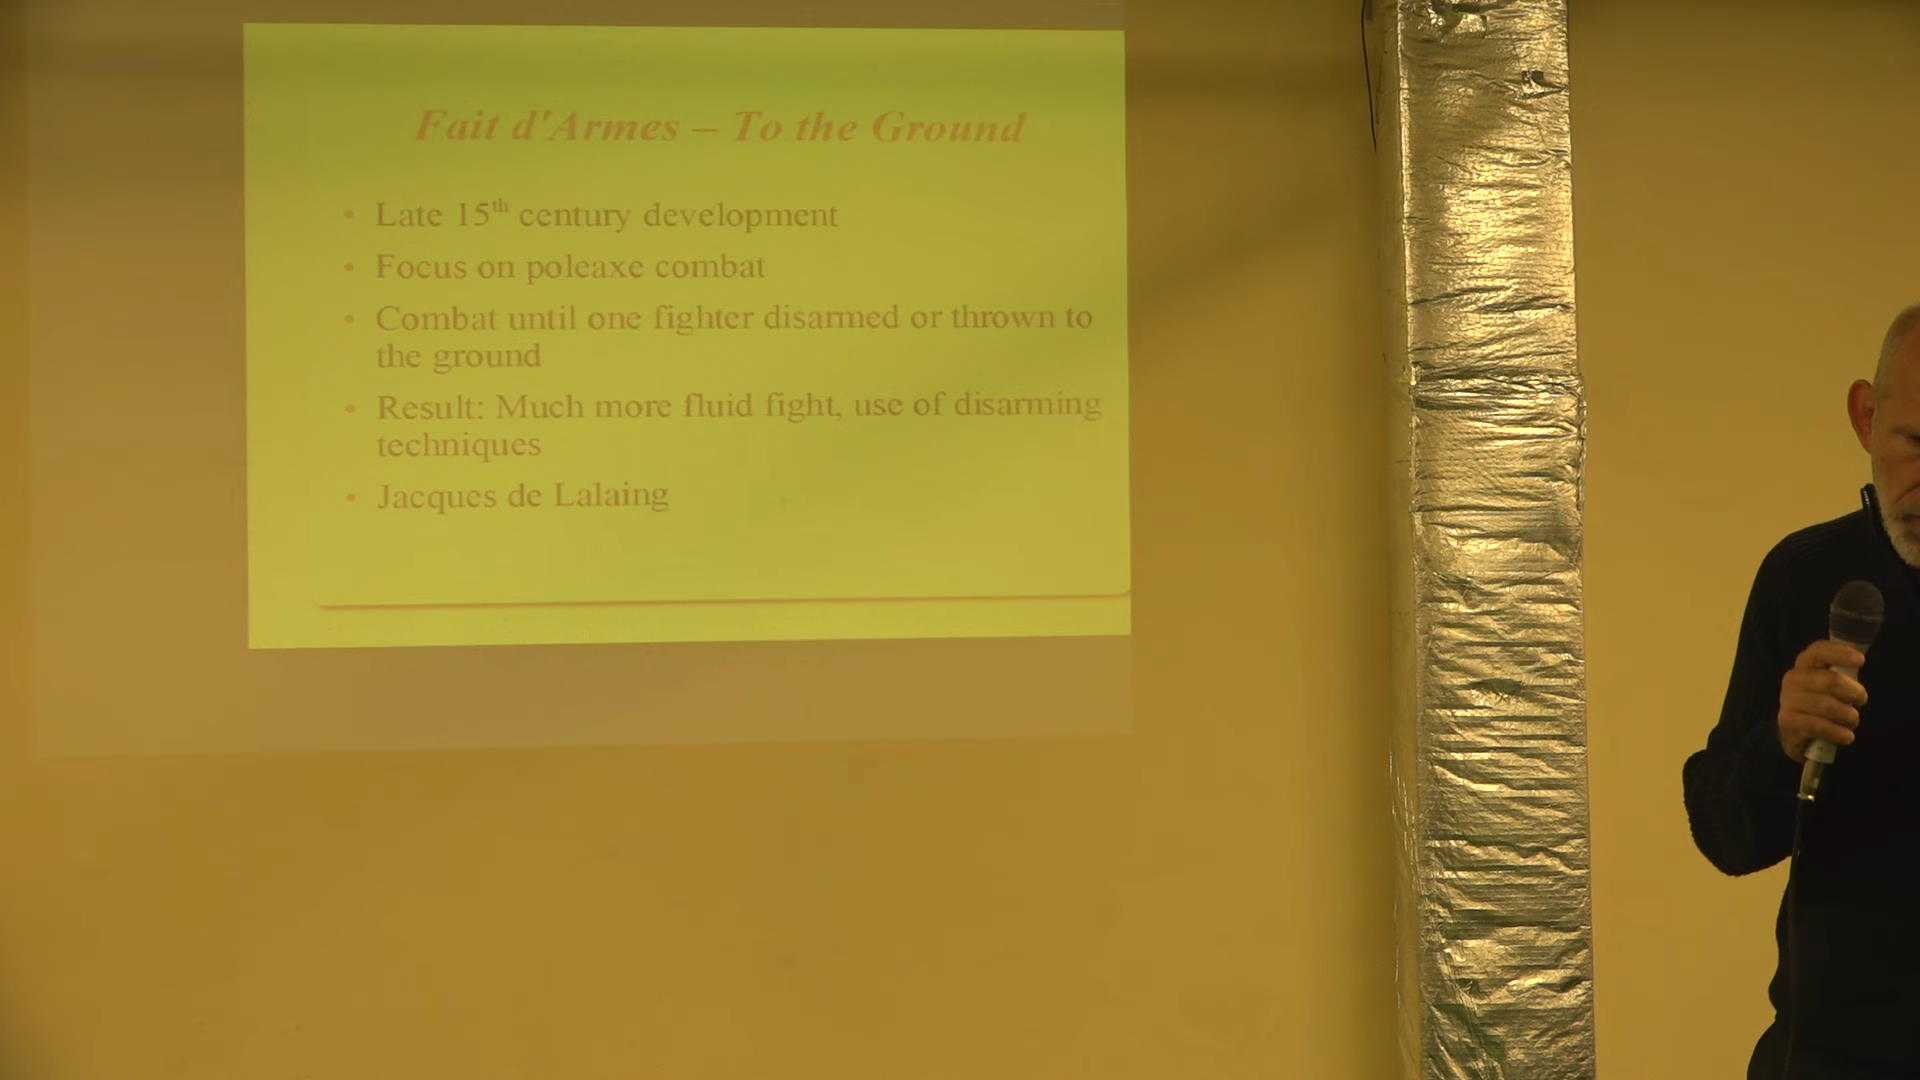 Fait d'Armes – To the Ground
• Late 15th century development
• Focus on poleaxe combat
• Combat until one fighter disarmed or thrown to
the ground
• Result: Much more fluid fight, use of disarming
techniques
• Jacques de Lalaing